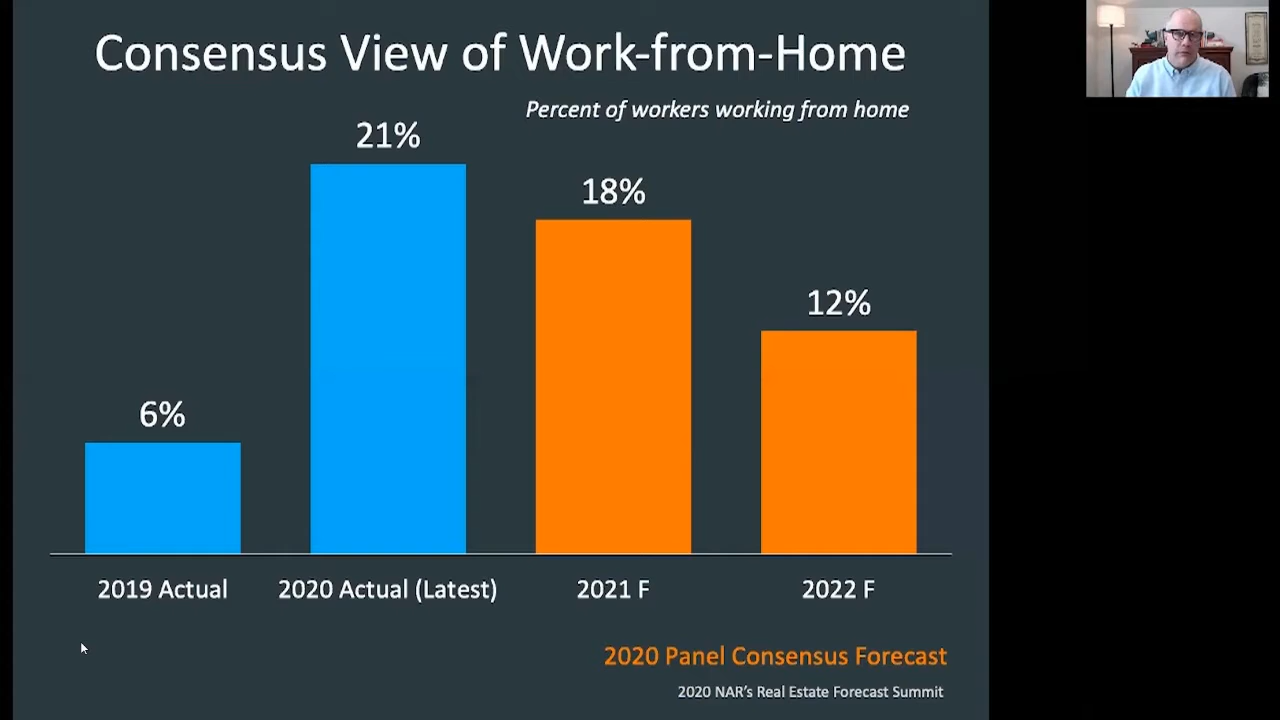 Consensus View of Work-from-Home
Percent of workers working from home
21%
18%
12%
6%
2019 Actual
2020 Actual (Latest)
2021 F
2022 F
2020 Panel Consensus Forecast
2020 NAR's Real Estate Forecast Summit